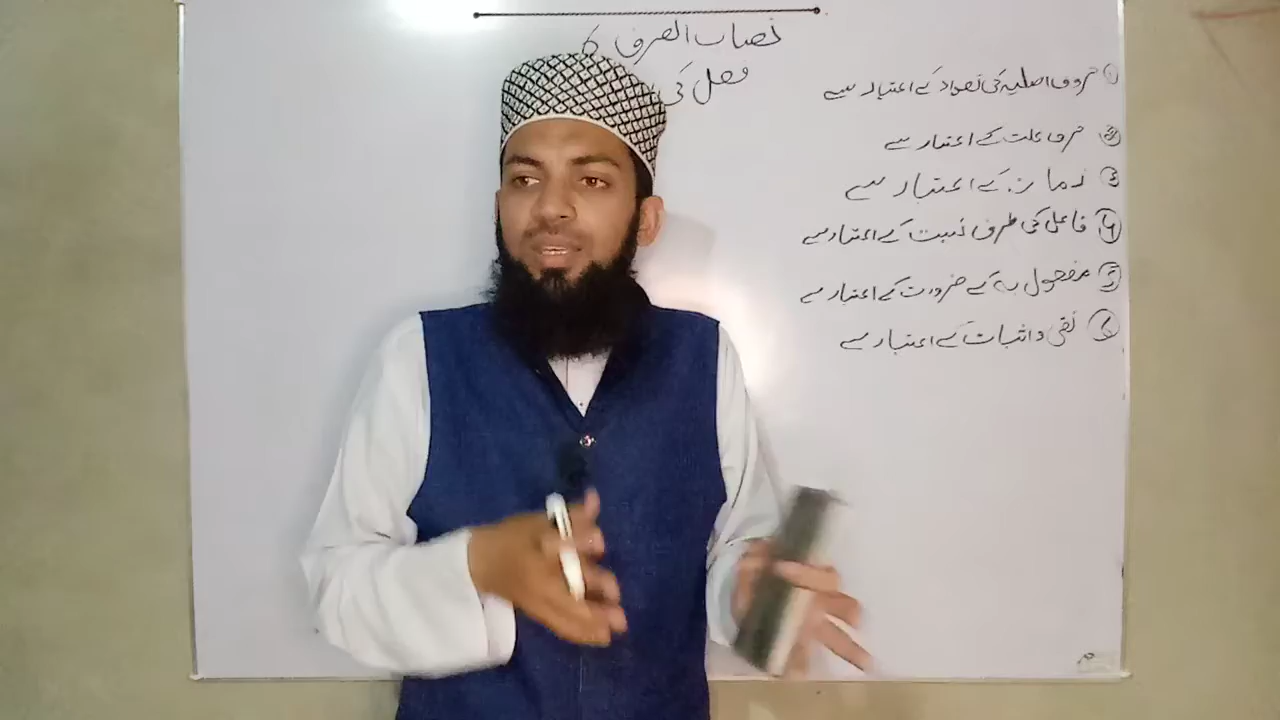 نصاب الصرف کا
فعل کی
① حروف اصلیہ کی تعداد کے اعتبار سے
② حرف علت کے اعتبار سے
③ زمانہ کے اعتبار سے
④ فاعل کی طرف نسبت کے اعتبار سے
⑤ مفعول بہ کے ضرورت کے اعتبار سے
⑥ نفی و اثبات کے اعتبار سے